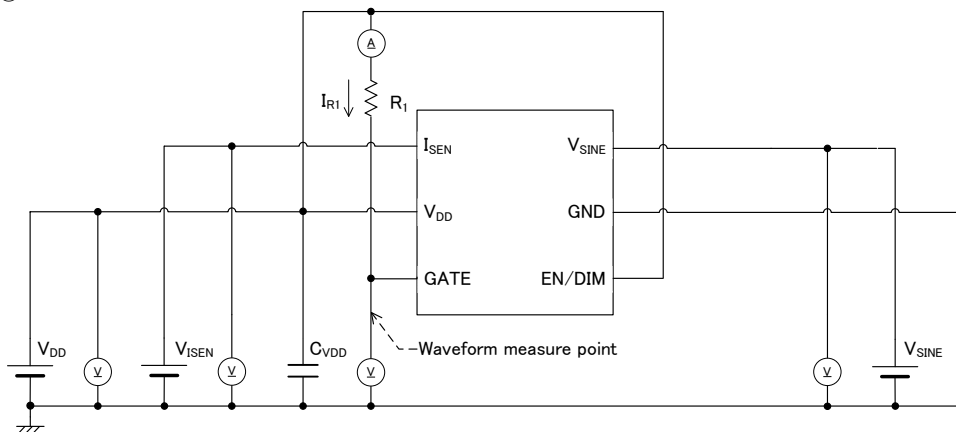 A
I_R1
R_1
I_SEN
V_SINE
V_DD
GND
GATE
EN/DIM
V_DD
V
V_ISEN
V
C_VDD
Waveform measure point
V
V
V_SINE